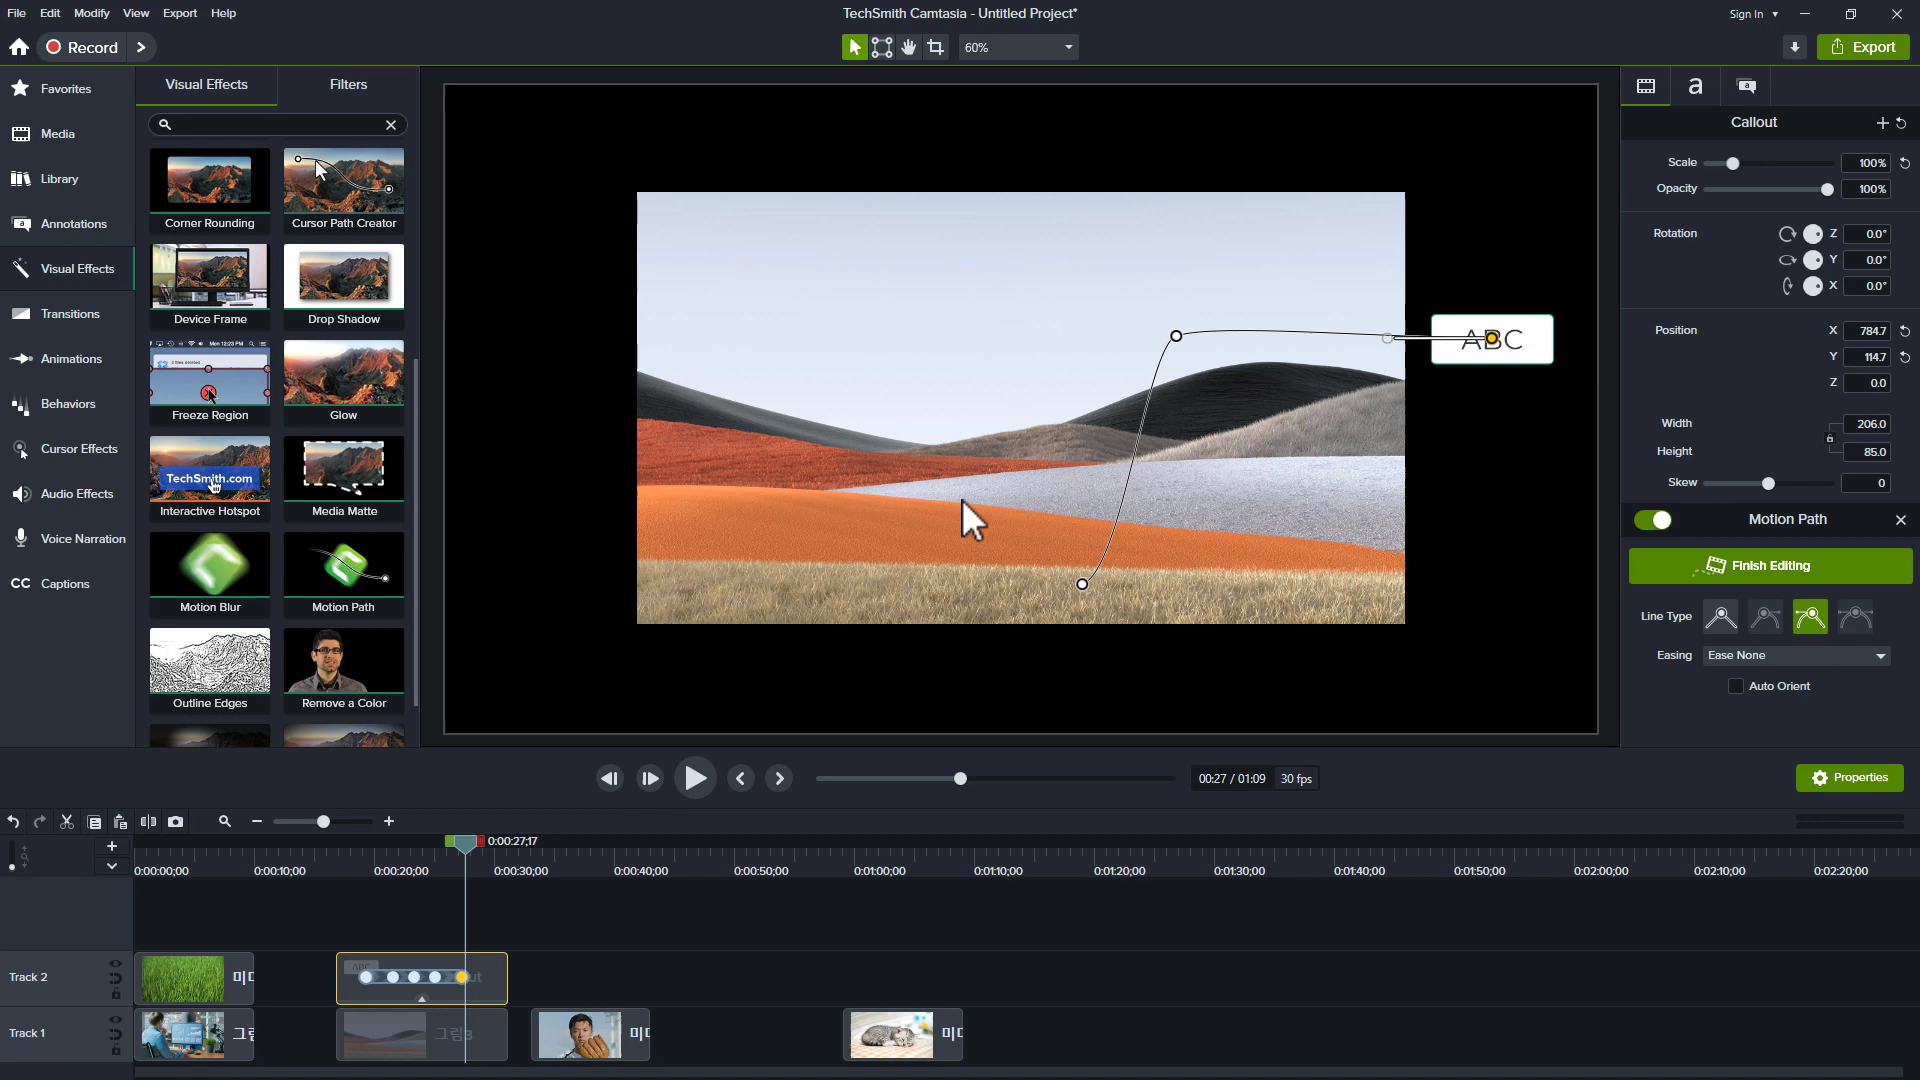 File Edit Modify View Export Help
TechSmith Camtasia - Untitled Project*
Sign In
Record
60%
Export
Favorites
Media
Library
Annotations
Visual Effects
Transitions
Animations
Behaviors
Cursor Effects
Audio Effects
Voice Narration
CC Captions
Visual Effects
Filters
Corner Rounding
Cursor Path Creator
Device Frame
Drop Shadow
Mon 12:23 PM
Freeze Region
Glow
TechSmith.com
Interactive Hotspot
Media Matte
Motion Blur
Motion Path
Outline Edges
Remove a Color
ABC
a
Callout
Scale 100%
Opacity 100%
Rotation Z 0.0°
Y 0.0°
X 0.0°
Position X 784.7
Y 114.7
Z 0.0
Width 206.0
Height 85.0
Skew 0
Motion Path
Finish Editing
Line Type
Easing Ease None
Auto Orient
00:27 / 01:09 30 fps
Properties
0:00:27;17
0:00:00;00 0:00:10;00 0:00:20;00 0:00:30;00 0:00:40;00 0:00:50;00 0:01:00;00 0:01:10;00 0:01:20;00 0:01:30;00 0:01:40;00 0:01:50;00 0:02:00;00 0:02:10;00 0:02:20;00
Track 2
ABC
Track 1
그림3